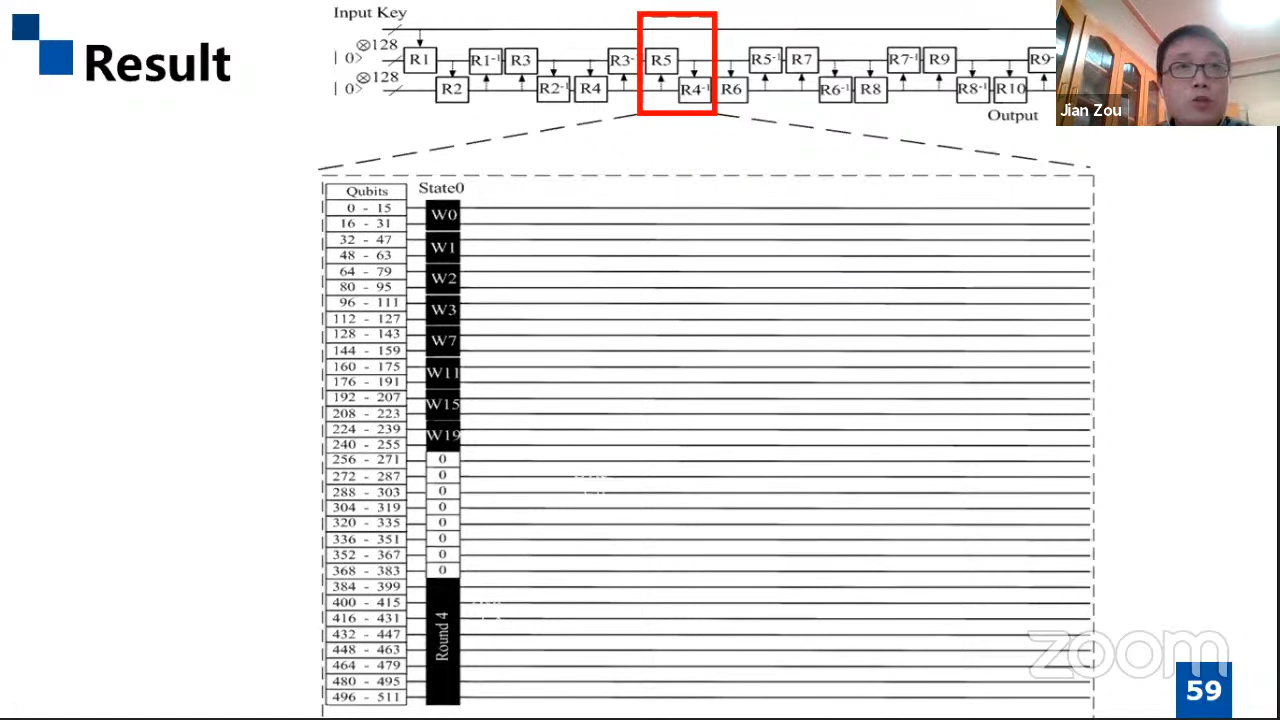 Result
Input Key
| 0> ⊗128
| 0> ⊗128
R1 R1⁻¹ R3 R3⁻ R5 R5⁻¹ R7 R7⁻¹ R9 R9⁻
R2 R2⁻¹ R4 R4⁻¹ R6 R6⁻¹ R8 R8⁻¹ R10
Output
Jian Zou
Qubits State0
0 - 15 W0
16 - 31
32 - 47 W1
48 - 63
64 - 79 W2
80 - 95
96 - 111 W3
112 - 127
128 - 143 W7
144 - 159
160 - 175 W11
176 - 191
192 - 207 W15
208 - 223
224 - 239 W19
240 - 255
256 - 271 0
272 - 287 0
288 - 303 0
304 - 319 0
320 - 335 0
336 - 351 0
352 - 367 0
368 - 383 0
384 - 399
400 - 415
416 - 431
432 - 447
448 - 463
464 - 479
480 - 495
496 - 511
Round 4
zoom
59